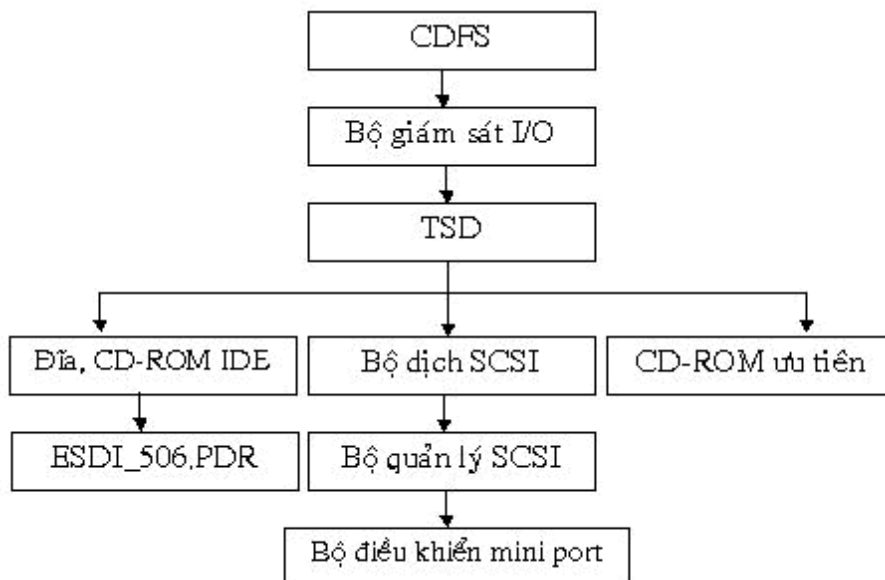 CDFS
Bộ giám sát I/O
TSD
Đĩa, CD-ROM IDE
Bộ dịch SCSI
CD-ROM ưu tiên
ESDI_506.PDR
Bộ quản lý SCSI
Bộ điều khiển mini port